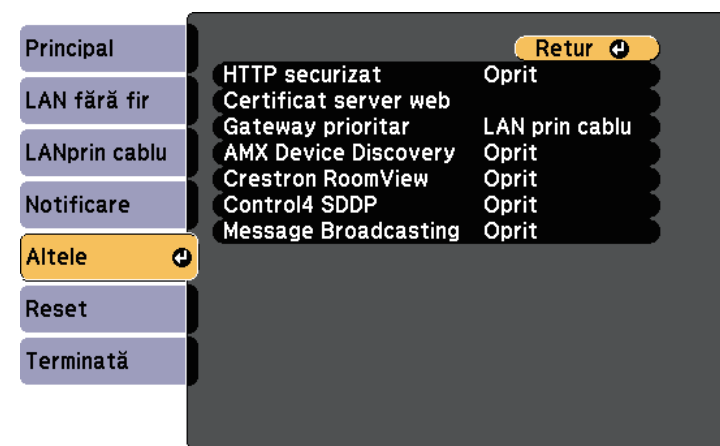 Principal
LAN fără fir
LANprin cablu
Notificare
Altele
Reset
Terminată
Retur
HTTP securizat Oprit
Certificat server web
Gateway prioritar LAN prin cablu
AMX Device Discovery Oprit
Crestron RoomView Oprit
Control4 SDDP Oprit
Message Broadcasting Oprit